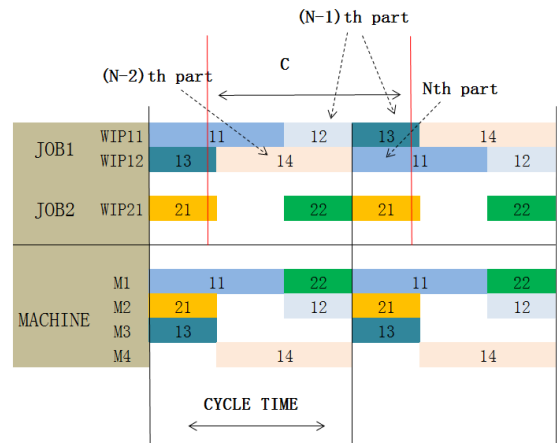 (N-1)th part
(N-2)th part
C
Nth part
JOB1 WIP11 11 12 13 14
WIP12 13 14 11 12
JOB2 WIP21 21 22 21 22
M1 11 22 11 22
M2 21 12 21 12
MACHINE M3 13 13
M4 14 14
CYCLE TIME